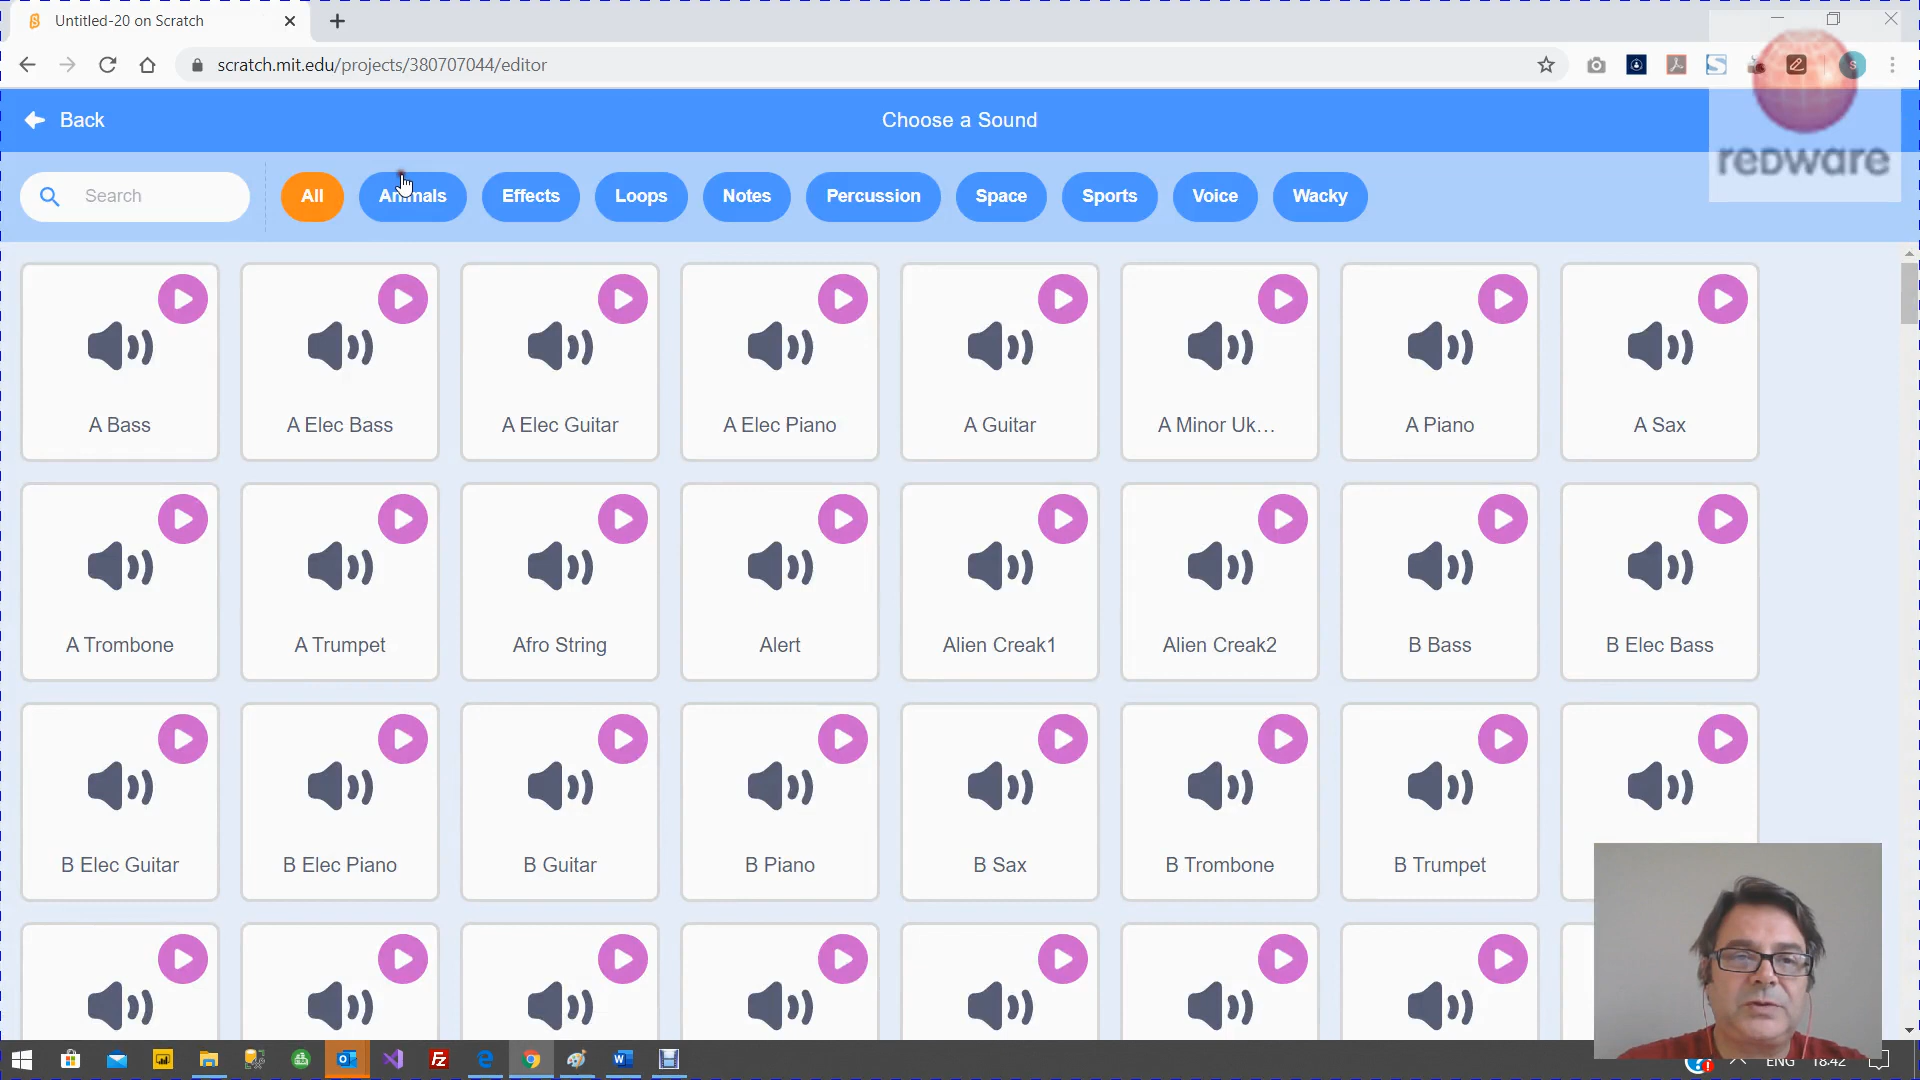 Untitled-20 on Scratch
scratch.mit.edu/projects/380707044/editor
S
Back
Choose a Sound
redware
Search
All
Animals
Effects
Loops
Notes
Percussion
Space
Sports
Voice
Wacky
A Bass
A Elec Bass
A Elec Guitar
A Elec Piano
A Guitar
A Minor Uk...
A Piano
A Sax
A Trombone
A Trumpet
Afro String
Alert
Alien Creak1
Alien Creak2
B Bass
B Elec Bass
B Elec Guitar
B Elec Piano
B Guitar
B Piano
B Sax
B Trombone
B Trumpet
ENG
18:42